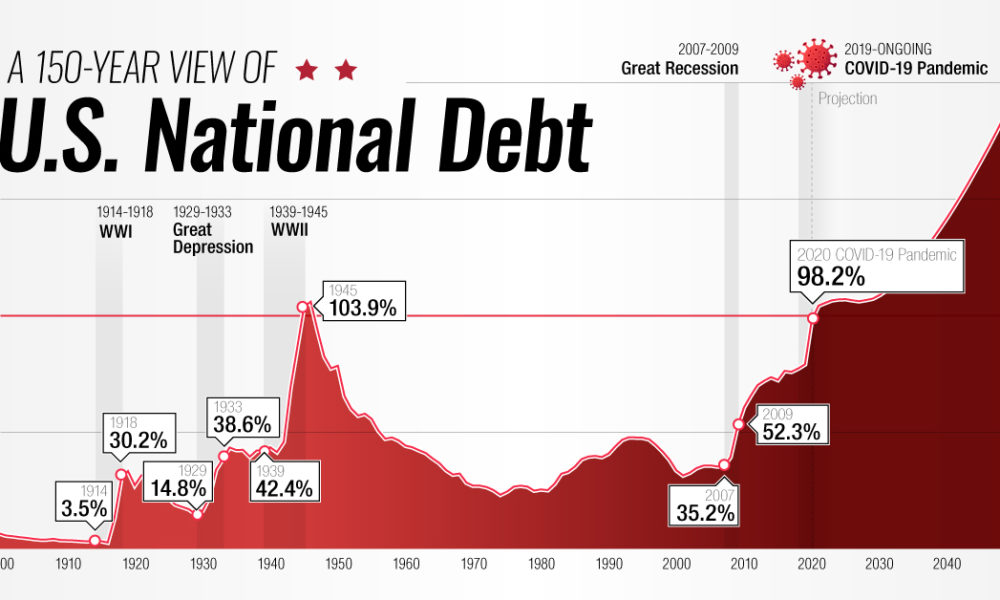 A 150-YEAR VIEW OF
U.S. National Debt
2007-2009
Great Recession
2019-ONGOING
COVID-19 Pandemic
Projection
1914-1918
WWI
1929-1933
Great
Depression
1939-1945
WWII
1945
103.9%
2020 COVID-19 Pandemic
98.2%
1918
30.2%
1933
38.6%
1914
3.5%
1929
14.8%
1939
42.4%
2009
52.3%
2007
35.2%
00 1910 1920 1930 1940 1950 1960 1970 1980 1990 2000 2010 2020 2030 2040